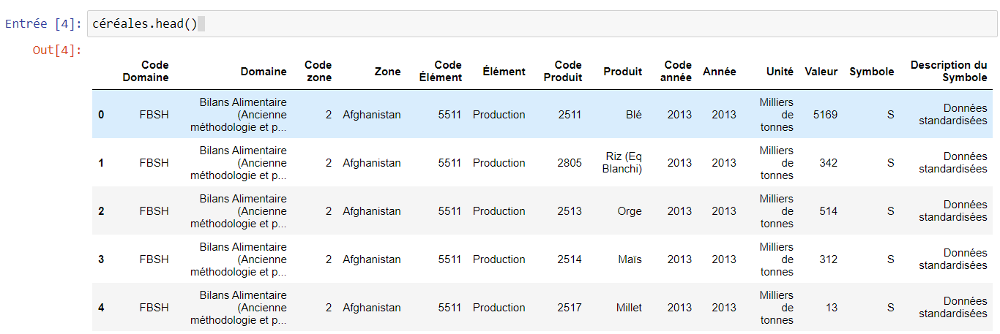 Entrée [4]: céréales.head()
Out[4]:
Code Domaine Domaine Code zone Zone Code Élément Élément Code Produit Produit Code année Année Unité Valeur Symbole Description du Symbole
0 FBSH Bilans Alimentaire (Ancienne méthodologie et p... 2 Afghanistan 5511 Production 2511 Blé 2013 2013 Milliers de tonnes 5169 S Données standardisées
1 FBSH Bilans Alimentaire (Ancienne méthodologie et p... 2 Afghanistan 5511 Production 2805 Riz (Eq Blanchi) 2013 2013 Milliers de tonnes 342 S Données standardisées
2 FBSH Bilans Alimentaire (Ancienne méthodologie et p... 2 Afghanistan 5511 Production 2513 Orge 2013 2013 Milliers de tonnes 514 S Données standardisées
3 FBSH Bilans Alimentaire (Ancienne méthodologie et p... 2 Afghanistan 5511 Production 2514 Maïs 2013 2013 Milliers de tonnes 312 S Données standardisées
4 FBSH Bilans Alimentaire (Ancienne méthodologie et p... 2 Afghanistan 5511 Production 2517 Millet 2013 2013 Milliers de tonnes 13 S Données standardisées